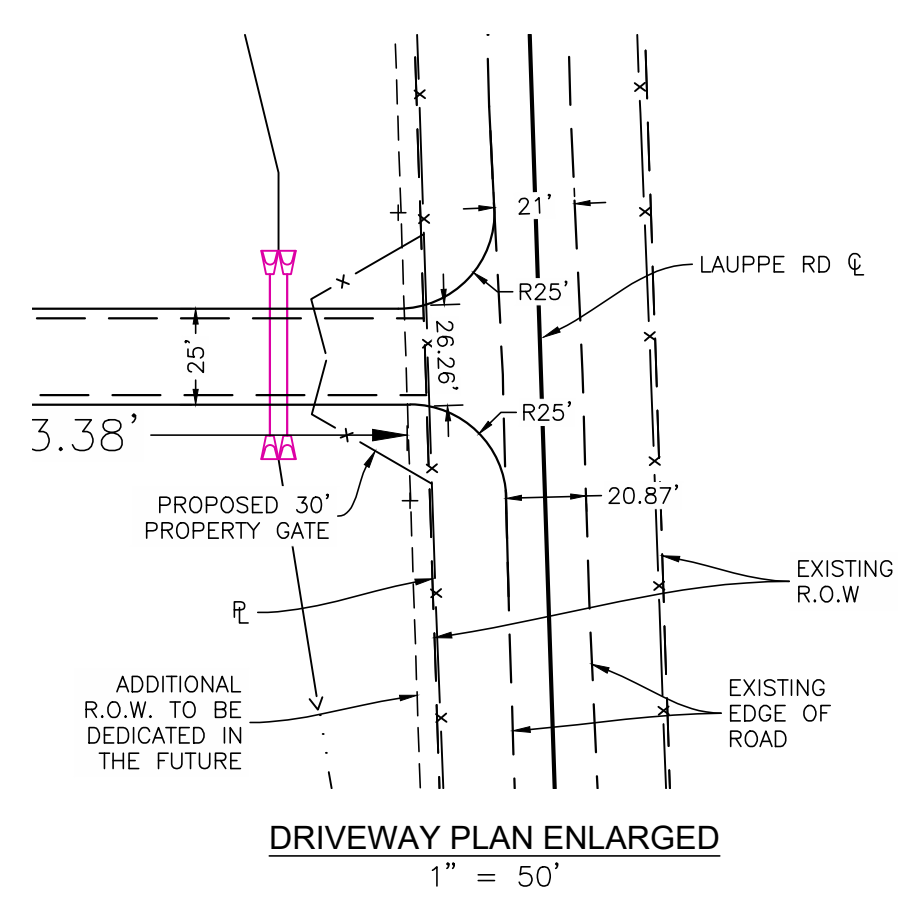 21'
LAUPPE RD ℄
R25'
26.26'
25'
R25'
3.38'
20.87'
PROPOSED 30'
PROPERTY GATE
EXISTING
R.O.W
℄
ADDITIONAL
R.O.W. TO BE
DEDICATED IN
THE FUTURE
EXISTING
EDGE OF
ROAD
DRIVEWAY PLAN ENLARGED
1" = 50'